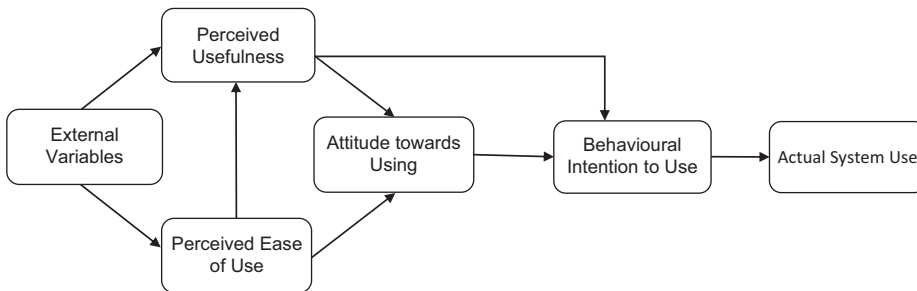 Perceived
Usefulness
External
Variables
Attitude towards
Using
Behavioural
Intention to Use
Actual System Use
Perceived Ease
of Use